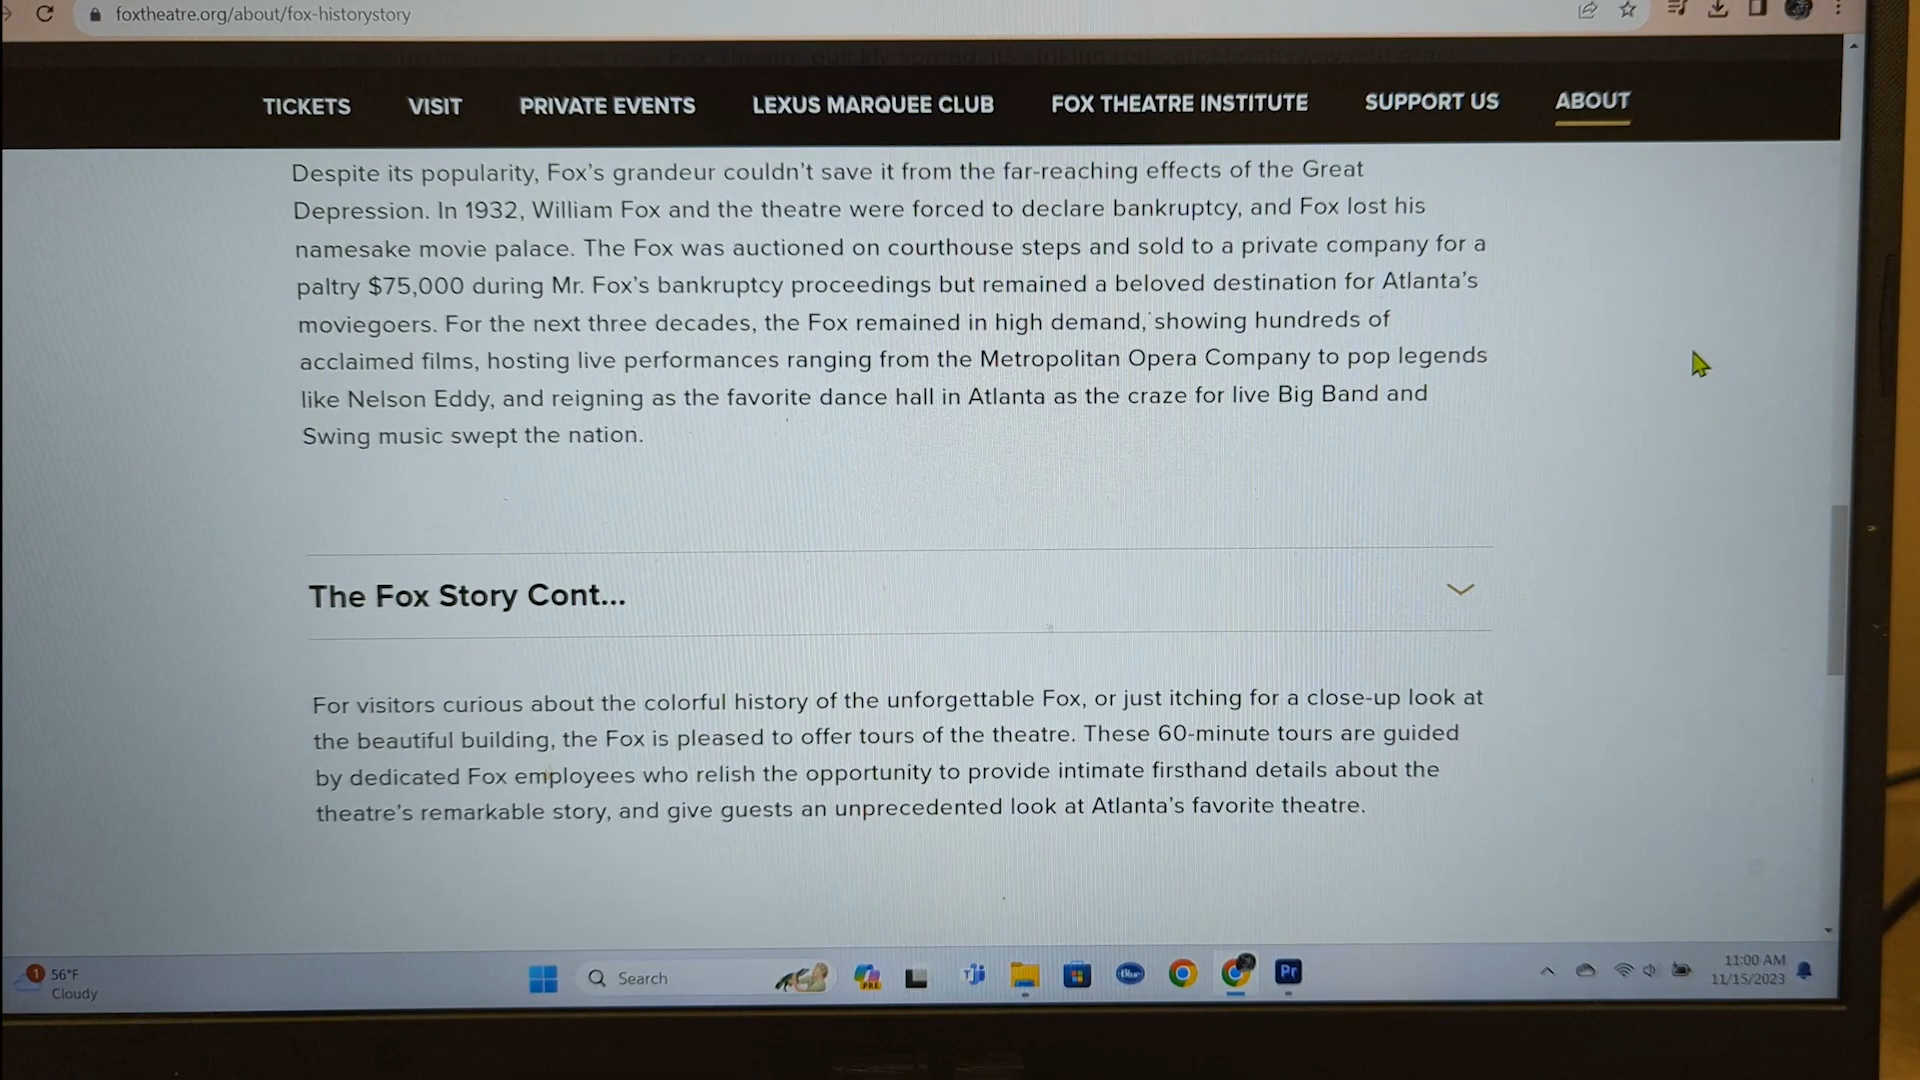 foxtheatre.org/about/fox-historystory
TICKETS VISIT PRIVATE EVENTS LEXUS MARQUEE CLUB FOX THEATRE INSTITUTE SUPPORT US ABOUT
Despite its popularity, Fox's grandeur couldn't save it from the far-reaching effects of the Great
Depression. In 1932, William Fox and the theatre were forced to declare bankruptcy, and Fox lost his
namesake movie palace. The Fox was auctioned on courthouse steps and sold to a private company for a
paltry $75,000 during Mr. Fox's bankruptcy proceedings but remained a beloved destination for Atlanta's
moviegoers. For the next three decades, the Fox remained in high demand, showing hundreds of
acclaimed films, hosting live performances ranging from the Metropolitan Opera Company to pop legends
like Nelson Eddy, and reigning as the favorite dance hall in Atlanta as the craze for live Big Band and
Swing music swept the nation.
The Fox Story Cont...
For visitors curious about the colorful history of the unforgettable Fox, or just itching for a close-up look at
the beautiful building, the Fox is pleased to offer tours of the theatre. These 60-minute tours are guided
by dedicated Fox employees who relish the opportunity to provide intimate firsthand details about the
theatre's remarkable story, and give guests an unprecedented look at Atlanta's favorite theatre.
1 56°F
Cloudy
Search
PRE
Pr
11:00 AM
11/15/2023